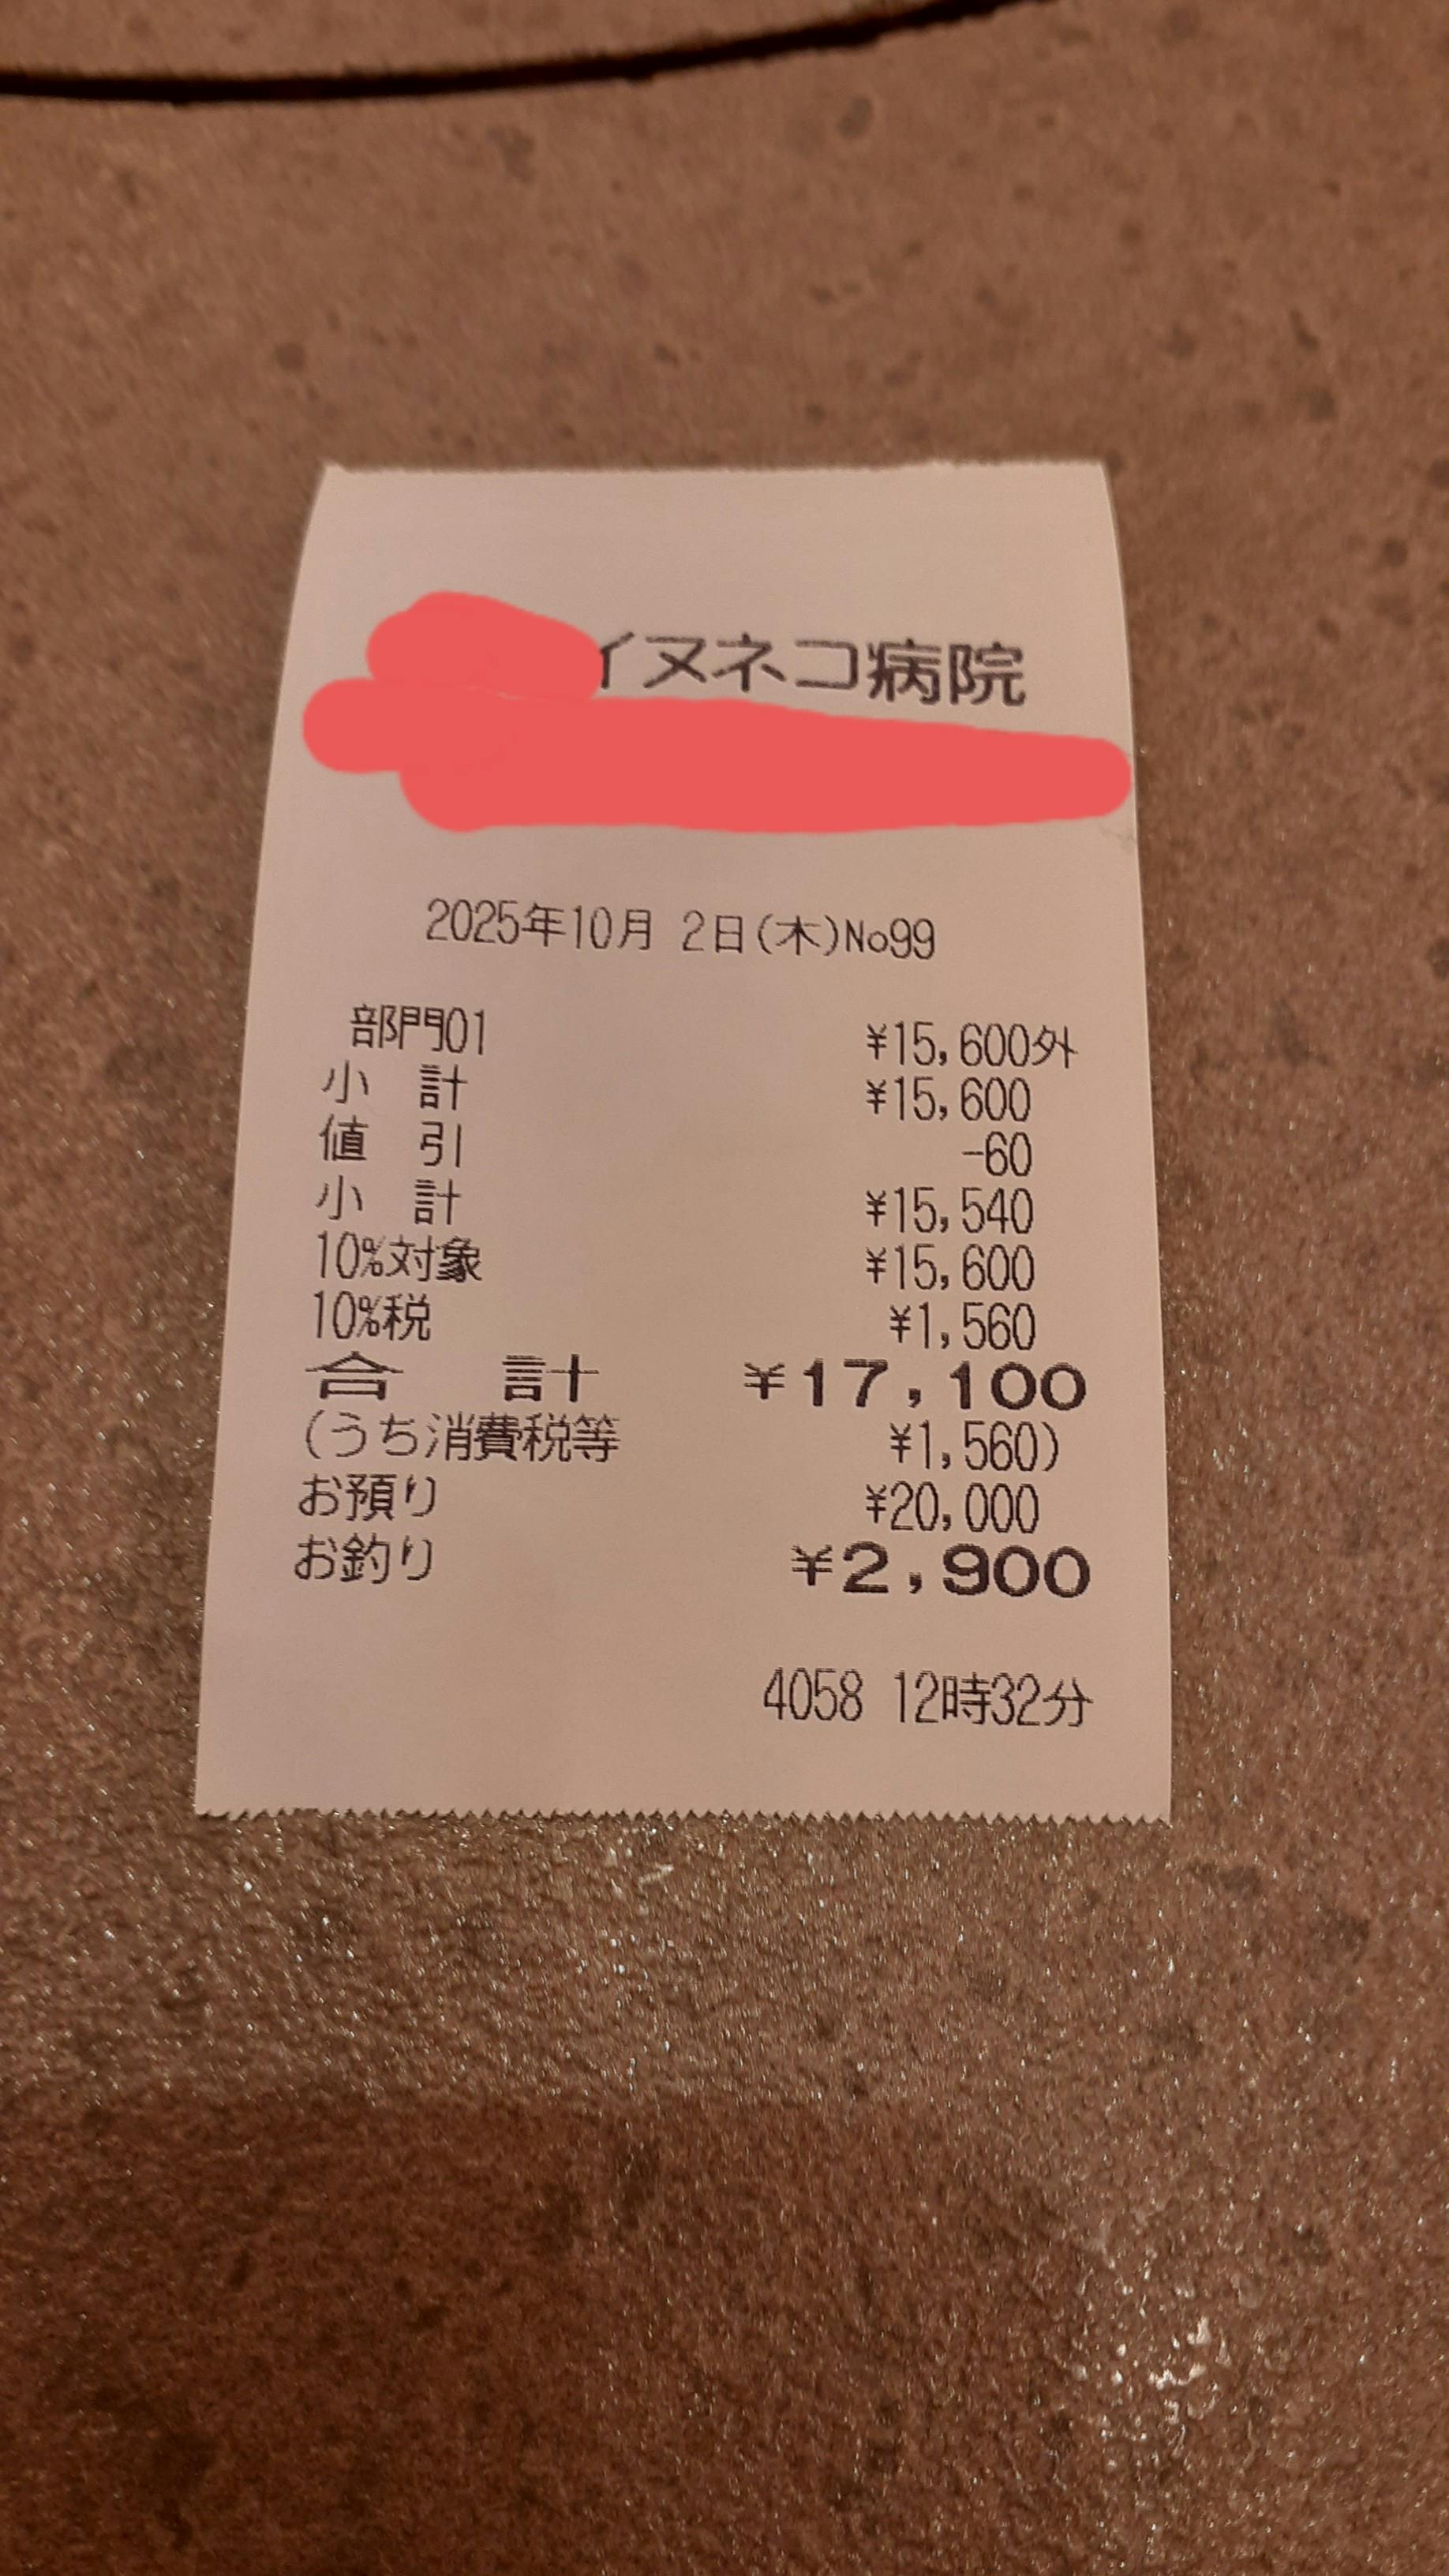 イヌネコ病院
2025年10月 2日(木)No99
部門01 ¥15,600外
小 計 ¥15,600
値 引 -60
小 計 ¥15,540
10%対象 ¥15,600
10%税 ¥1,560
合 計 ¥17,100
(うち消費税等 ¥1,560)
お預り ¥20,000
お釣り ¥2,900
4058 12時32分